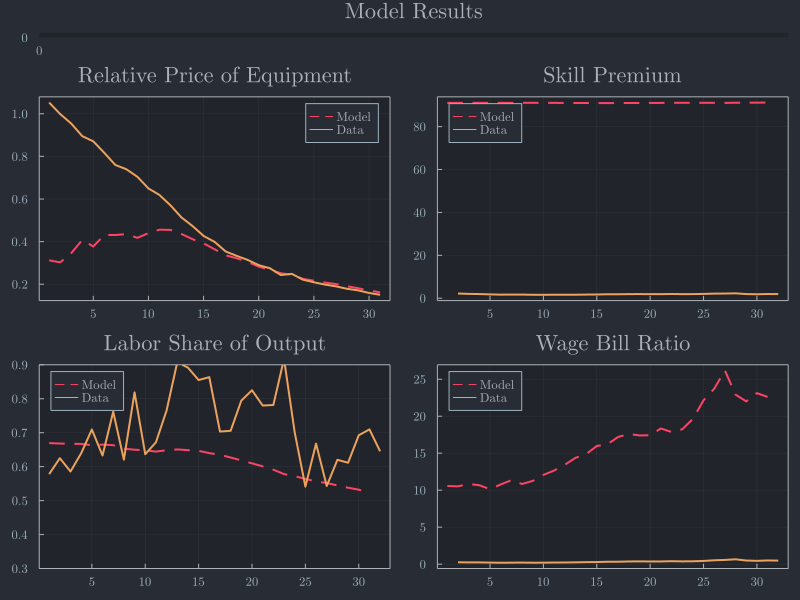 Model Results
0
0
Relative Price of Equipment
Model
Data
1.0
0.8
0.6
0.4
0.2
5 10 15 20 25 30
Skill Premium
Model
Data
80
60
40
20
0
5 10 15 20 25 30
Labor Share of Output
Model
Data
0.9
0.8
0.7
0.6
0.5
0.4
0.3
5 10 15 20 25 30
Wage Bill Ratio
Model
Data
25
20
15
10
5
0
5 10 15 20 25 30